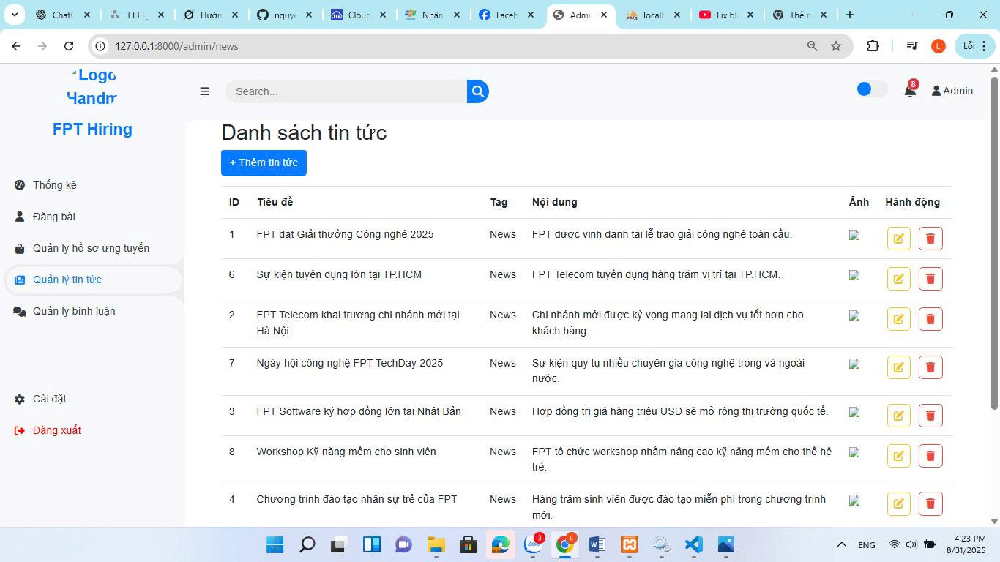 ChatG
TTTT_
Hướn
nguye
Cloud
Nhân
Faceb
Admi
localh
Fix bl
Thẻ n
127.0.0.1:8000/admin/news
L
Lỗi
Logo
Handm
FPT Hiring
Search...
8
Admin
Thống kê
Đăng bài
Quản lý hồ sơ ứng tuyển
Quản lý tin tức
Quản lý bình luận
Cài đặt
Đăng xuất
Danh sách tin tức
+ Thêm tin tức
ID Tiêu đề Tag Nội dung Ảnh Hành động
1 FPT đạt Giải thưởng Công nghệ 2025 News FPT được vinh danh tại lễ trao giải công nghệ toàn cầu.
6 Sự kiện tuyển dụng lớn tại TP.HCM News FPT Telecom tuyển dụng hàng trăm vị trí tại TP.HCM.
2 FPT Telecom khai trương chi nhánh mới tại News Chi nhánh mới được kỳ vọng mang lại dịch vụ tốt hơn cho
Hà Nội khách hàng.
7 Ngày hội công nghệ FPT TechDay 2025 News Sự kiện quy tụ nhiều chuyên gia công nghệ trong và ngoài
nước.
3 FPT Software ký hợp đồng lớn tại Nhật Bản News Hợp đồng trị giá hàng triệu USD sẽ mở rộng thị trường quốc tế.
8 Workshop Kỹ năng mềm cho sinh viên News FPT tổ chức workshop nhằm nâng cao kỹ năng mềm cho thế hệ
trẻ.
4 Chương trình đào tạo nhân sự trẻ của FPT News Hàng trăm sinh viên được đào tạo miễn phí trong chương trình
mới.
Zalo
3
L
ENG
4:23 PM
8/31/2025